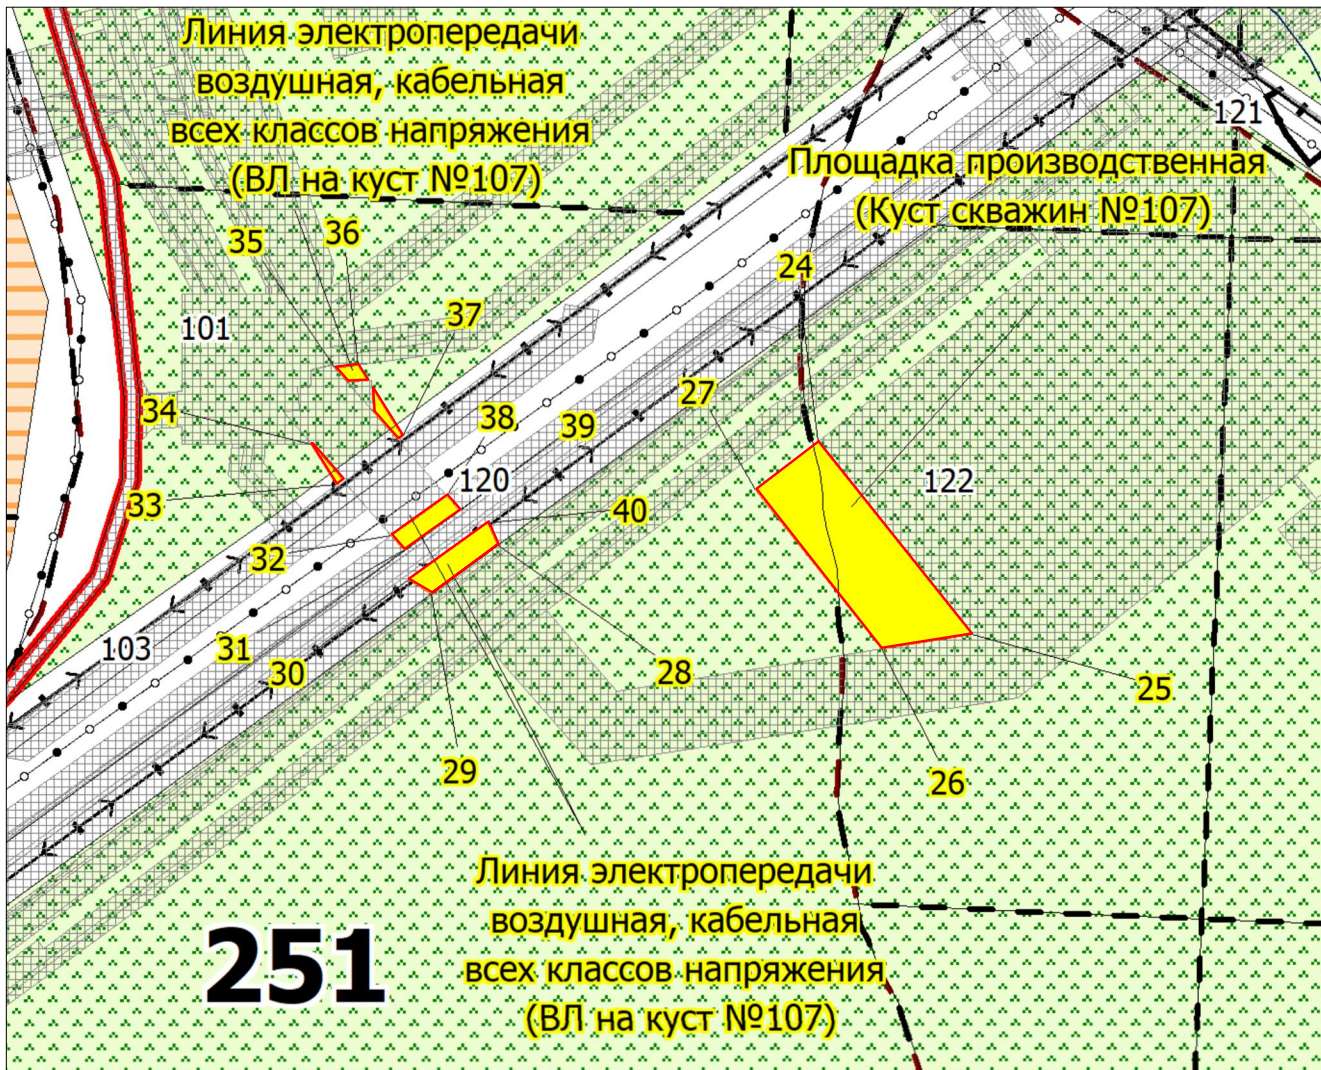 Линия электропередачи
воздушная, кабельная
всех классов напряжения
(ВЛ на куст №107)
121
Площадка производственная
(Куст скважин №107)
35
36
24
37
101
27
34
38
39
120
122
33
40
32
103
31
30
28
25
29
26
Линия электропередачи
воздушная, кабельная
всех классов напряжения
(ВЛ на куст №107)
251